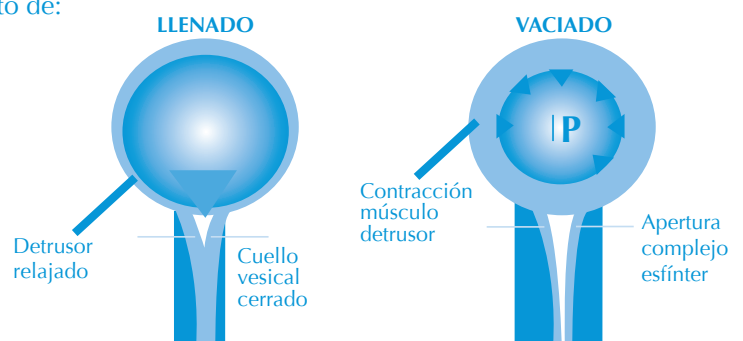 to de:
LLENADO
VACIADO
P
Contracción
músculo
detrusor
Detrusor
relajado
Cuello
vesical
cerrado
Apertura
complejo
esfínter